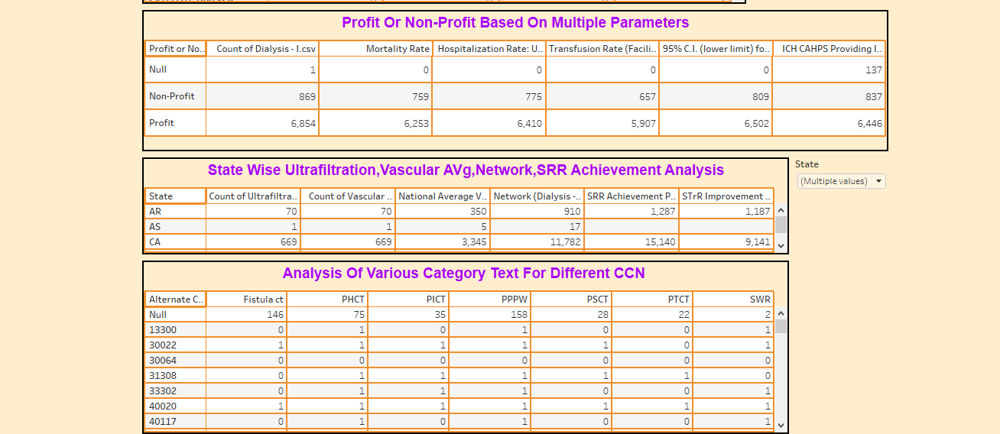 Profit Or Non-Profit Based On Multiple Parameters
Profit or No.. Count of Dialysis - I.csv Mortality Rate Hospitalization Rate: U.. Transfusion Rate (Facili.. 95% C.I. (lower limit) fo.. ICH CAHPS Providing I..
Null 1 0 0 0 0 137
Non-Profit 869 759 775 657 809 837
Profit 6,854 6,253 6,410 5,907 6,502 6,446
State Wise Ultrafiltration,Vascular AVg,Network,SRR Achievement Analysis
State
(Multiple values)
State Count of Ultrafiltra.. Count of Vascular .. National Average V.. Network (Dialysis -.. SRR Achievement P.. STrR Improvement ..
AR 70 70 350 910 1,287 1,187
AS 1 1 5 17
CA 669 669 3,345 11,782 15,140 9,141
Analysis Of Various Category Text For Different CCN
Alternate C.. Fistula ct PHCT PICT PPPW PSCT PTCT SWR
Null 146 75 35 158 28 22 2
13300 0 1 0 1 0 0 1
30022 1 1 1 1 1 0 1
30064 0 0 0 0 0 0 0
31308 0 1 1 1 1 1 0
33302 0 1 1 1 0 0 1
40020 1 1 1 1 1 1 1
40117 0 1 0 1 0 0 1